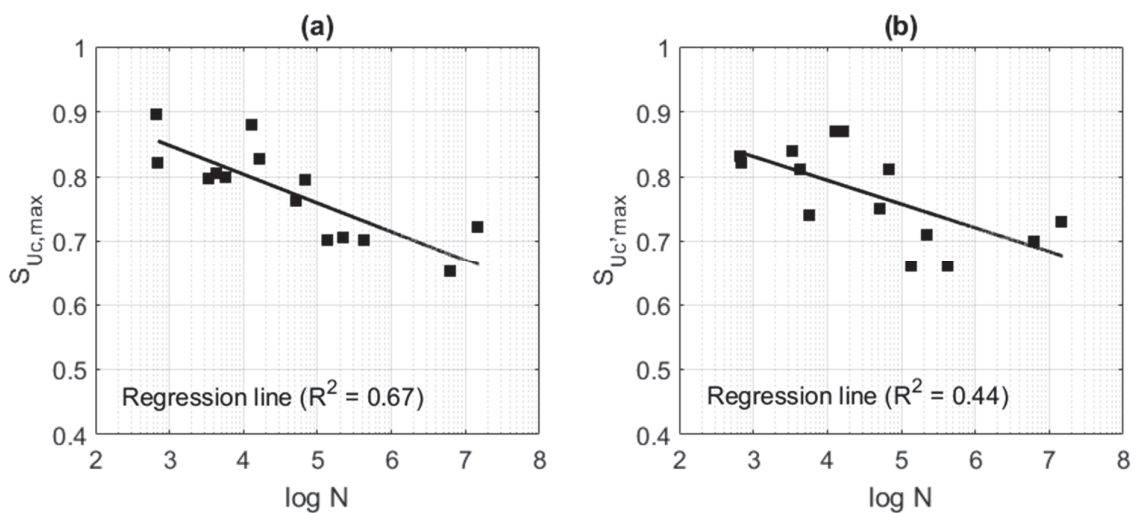 (a)
1
0.9
0.8
0.7
0.6
0.5
0.4
S_Uc,max
Regression line (R² = 0.67)
2 3 4 5 6 7 8
log N
(b)
1
0.9
0.8
0.7
0.6
0.5
0.4
S_Uc,max
Regression line (R² = 0.44)
2 3 4 5 6 7 8
log N